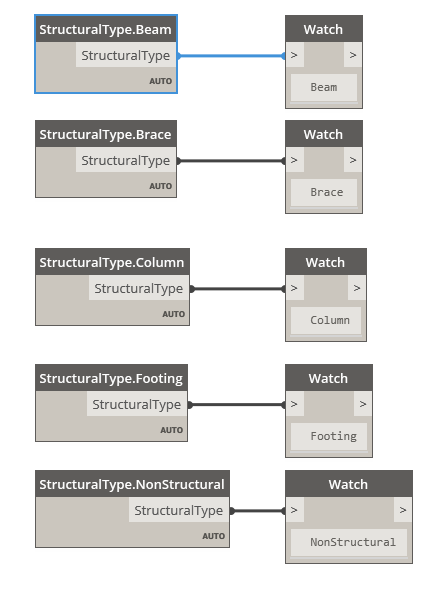 StructuralType.Beam
Watch
StructuralType
>
>
AUTO
Beam
StructuralType.Brace
Watch
StructuralType
>
>
AUTO
Brace
StructuralType.Column
Watch
StructuralType
>
>
AUTO
Column
StructuralType.Footing
Watch
StructuralType
>
>
AUTO
Footing
StructuralType.NonStructural
Watch
StructuralType
>
>
AUTO
NonStructural